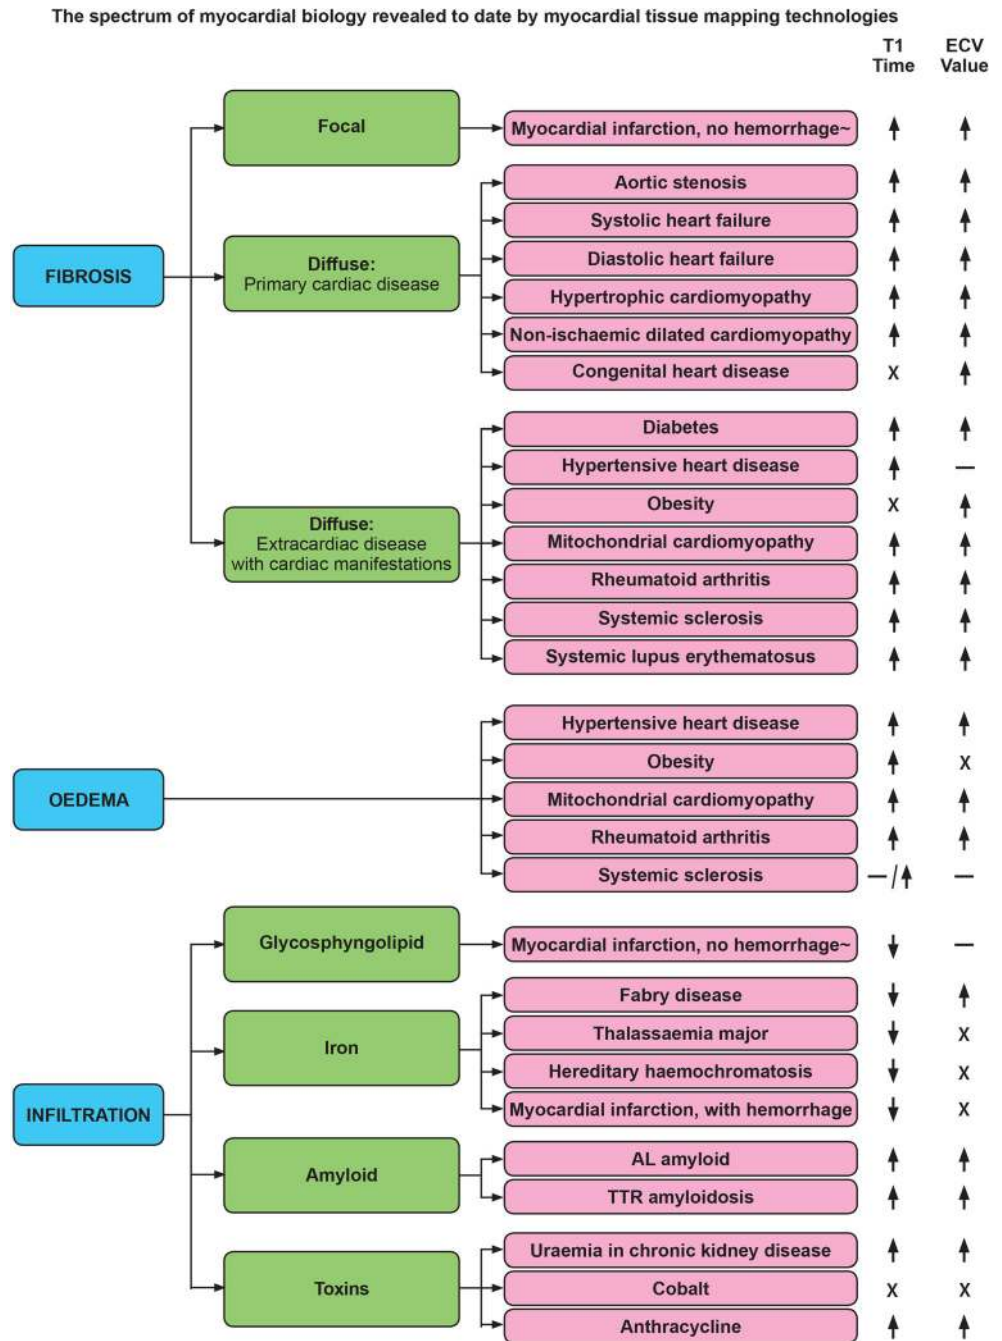 The spectrum of myocardial biology revealed to date by myocardial tissue mapping technologies
T1 Time
ECV Value
FIBROSIS
Focal
Myocardial infarction, no hemorrhage~ ↑ ↑
Diffuse:
Primary cardiac disease
Aortic stenosis ↑ ↑
Systolic heart failure ↑ ↑
Diastolic heart failure ↑ ↑
Hypertrophic cardiomyopathy ↑ ↑
Non-ischaemic dilated cardiomyopathy ↑ ↑
Congenital heart disease X ↑
Diffuse:
Extracardiac disease
with cardiac manifestations
Diabetes ↑ ↑
Hypertensive heart disease ↑ —
Obesity X ↑
Mitochondrial cardiomyopathy ↑ ↑
Rheumatoid arthritis ↑ ↑
Systemic sclerosis ↑ ↑
Systemic lupus erythematosus ↑ ↑
OEDEMA
Hypertensive heart disease ↑ ↑
Obesity ↑ X
Mitochondrial cardiomyopathy ↑ ↑
Rheumatoid arthritis ↑ ↑
Systemic sclerosis —/↑ —
INFILTRATION
Glycosphyngolipid
Myocardial infarction, no hemorrhage~ ↓ —
Iron
Fabry disease ↓ ↑
Thalassaemia major ↓ X
Hereditary haemochromatosis ↓ X
Myocardial infarction, with hemorrhage ↓ X
Amyloid
AL amyloid ↑ ↑
TTR amyloidosis ↑ ↑
Toxins
Uraemia in chronic kidney disease ↑ ↑
Cobalt X X
Anthracycline ↑ ↑